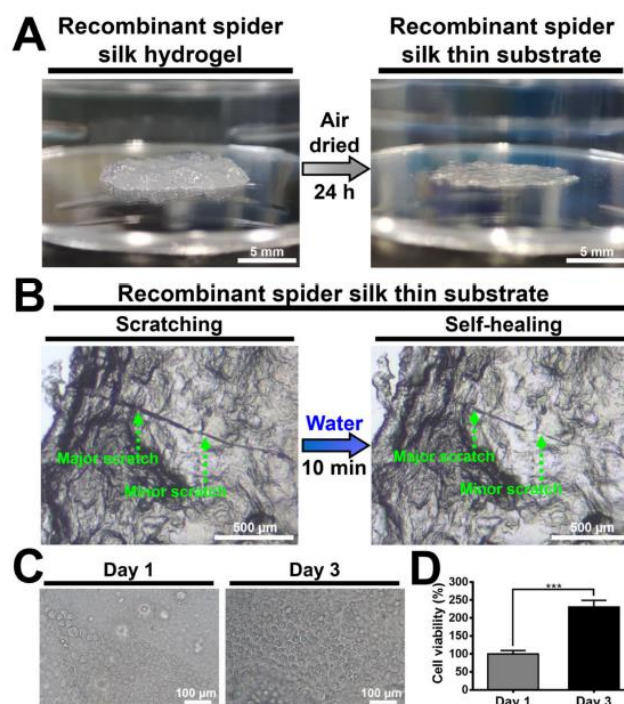 A
Recombinant spider
silk hydrogel
Recombinant spider
silk thin substrate
Air
dried
24 h
5 mm
5 mm
B
Recombinant spider silk thin substrate
Scratching
Self-healing
Major scratch
Minor scratch
500 µm
Water
10 min
Major scratch
Minor scratch
500 µm
C
Day 1
Day 3
100 µm
100 µm
D
Cell viability (%)
300
250
200
150
100
50
0
***
Day 1
Day 3